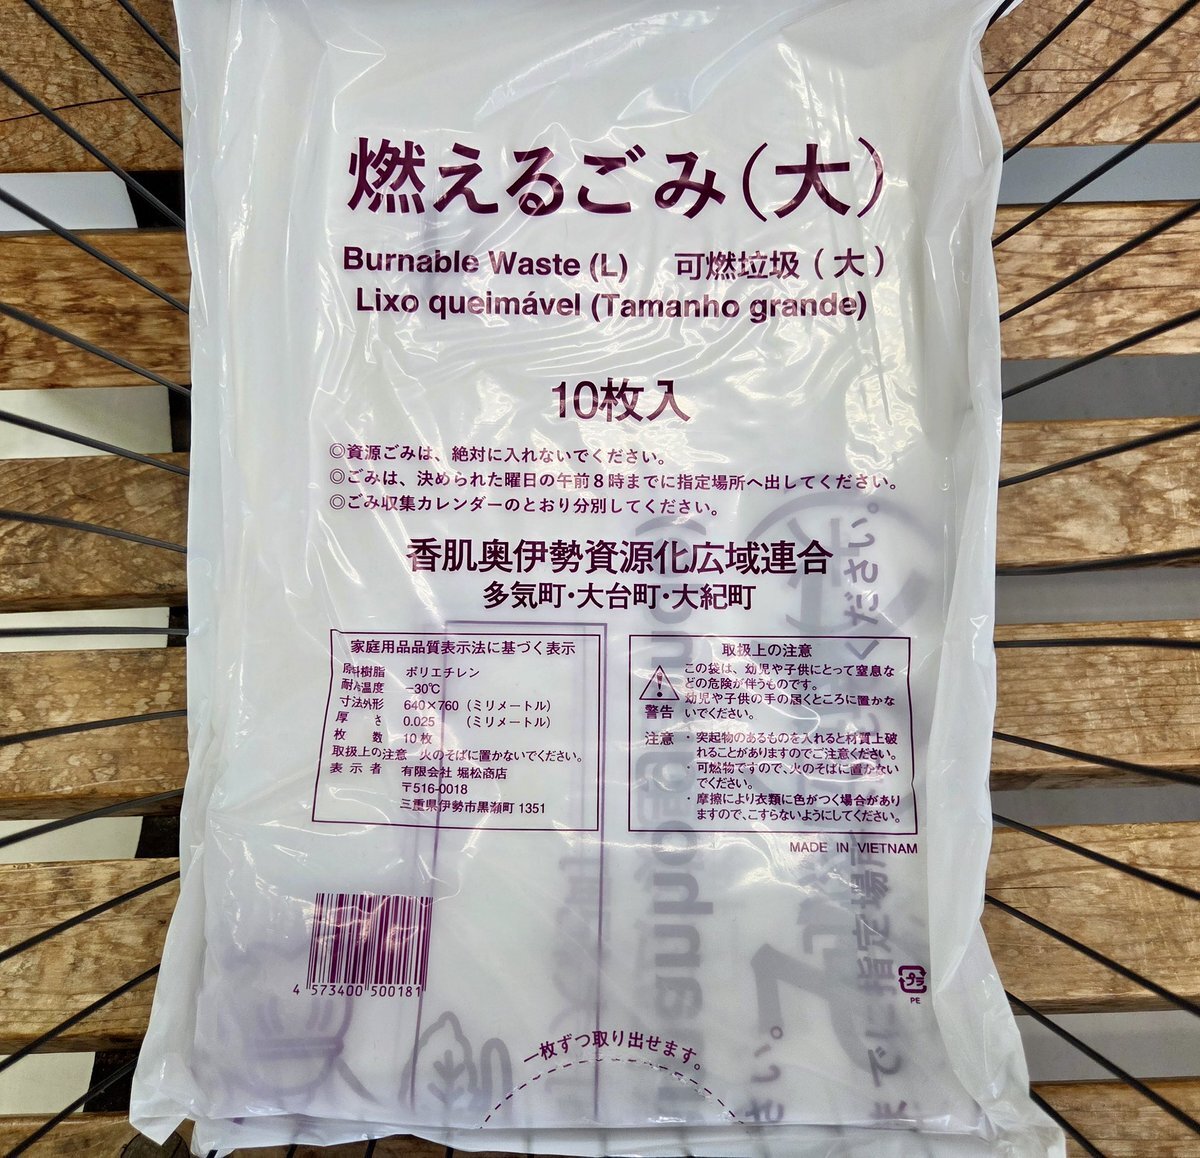 燃えるごみ（大）
Burnable Waste (L)　可燃垃圾（大）
Lixo queimável (Tamanho grande)
10枚入
◎資源ごみは、絶対に入れないでください。
◎ごみは、決められた曜日の午前８時までに指定場所へ出してください。
◎ごみ収集カレンダーのとおり分別してください。
香肌奥伊勢資源化広域連合
多気町・大台町・大紀町
家庭用品品質表示法に基づく表示
原料樹脂　ポリエチレン
耐冷温度　−30℃
寸法外形　640×760（ミリメートル）
厚さ　0.025（ミリメートル）
枚数　10枚
取扱上の注意　火のそばに置かないでください。
表示者　有限会社 堀松商店
〒516-0018
三重県伊勢市黒瀬町 1351
取扱上の注意
警告
この袋は、幼児や子供にとって窒息な
どの危険が伴うものです。
幼児や子供の手の届くところに置かな
いでください。
注意
・突起物のあるものを入れると材質上破
れることがありますのでご注意ください。
・可燃物ですので、火のそばに置かない
でください。
・摩擦により衣類に色がつく場合があり
ますので、こすらないようにしてください。
MADE IN VIETNAM
4 573400 500181
プラ
PE
一枚ずつ取り出せます。